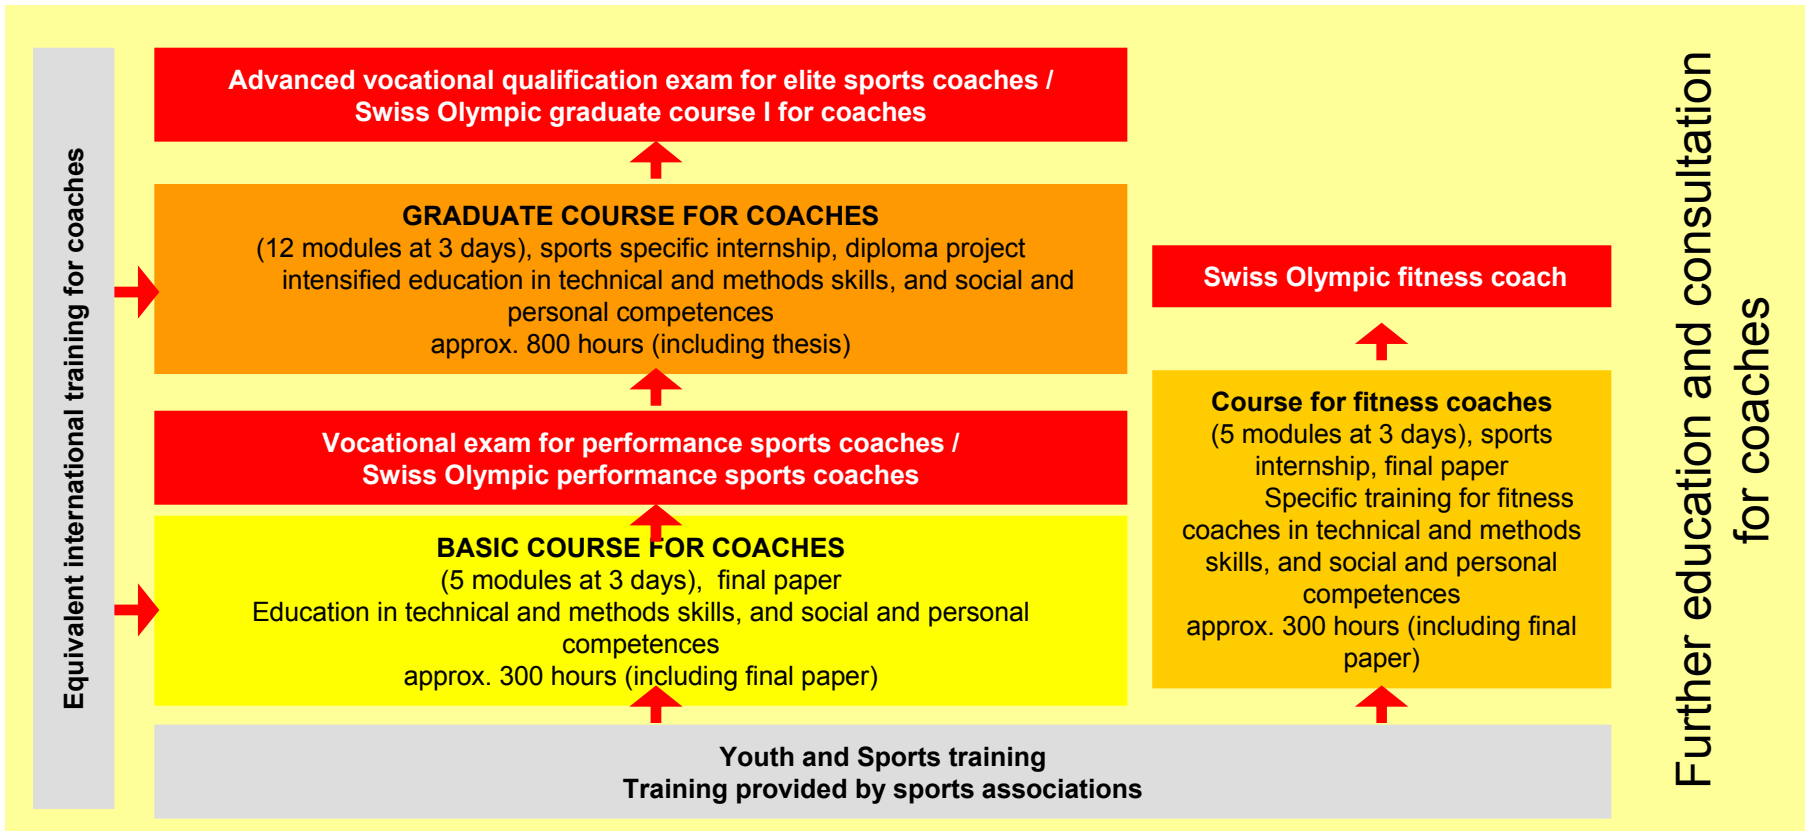 Equivalent international training for coaches
Advanced vocational qualification exam for elite sports coaches /
Swiss Olympic graduate course I for coaches
GRADUATE COURSE FOR COACHES
(12 modules at 3 days), sports specific internship, diploma project
intensified education in technical and methods skills, and social and
personal competences
approx. 800 hours (including thesis)
Vocational exam for performance sports coaches /
Swiss Olympic performance sports coaches
BASIC COURSE FOR COACHES
(5 modules at 3 days), final paper
Education in technical and methods skills, and social and personal
competences
approx. 300 hours (including final paper)
Swiss Olympic fitness coach
Course for fitness coaches
(5 modules at 3 days), sports
internship, final paper
Specific training for fitness
coaches in technical and methods
skills, and social and personal
competences
approx. 300 hours (including final
paper)
Youth and Sports training
Training provided by sports associations
Further education and consultation
for coaches